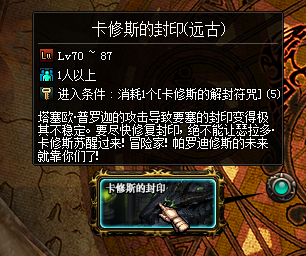 卡修斯的封印(远古)
Lv Lv70 ~ 87
1人以上
进入条件：消耗1个[卡修斯的解封符咒] (5)
塔塞欧·普罗迦的攻击导致要塞的封印变得极
其不稳定。要尽快修复封印，绝不能让瑟拉多·
卡修斯苏醒过来！冒险家！帕罗迪修斯的未来
就靠你们了！
卡修斯的封印